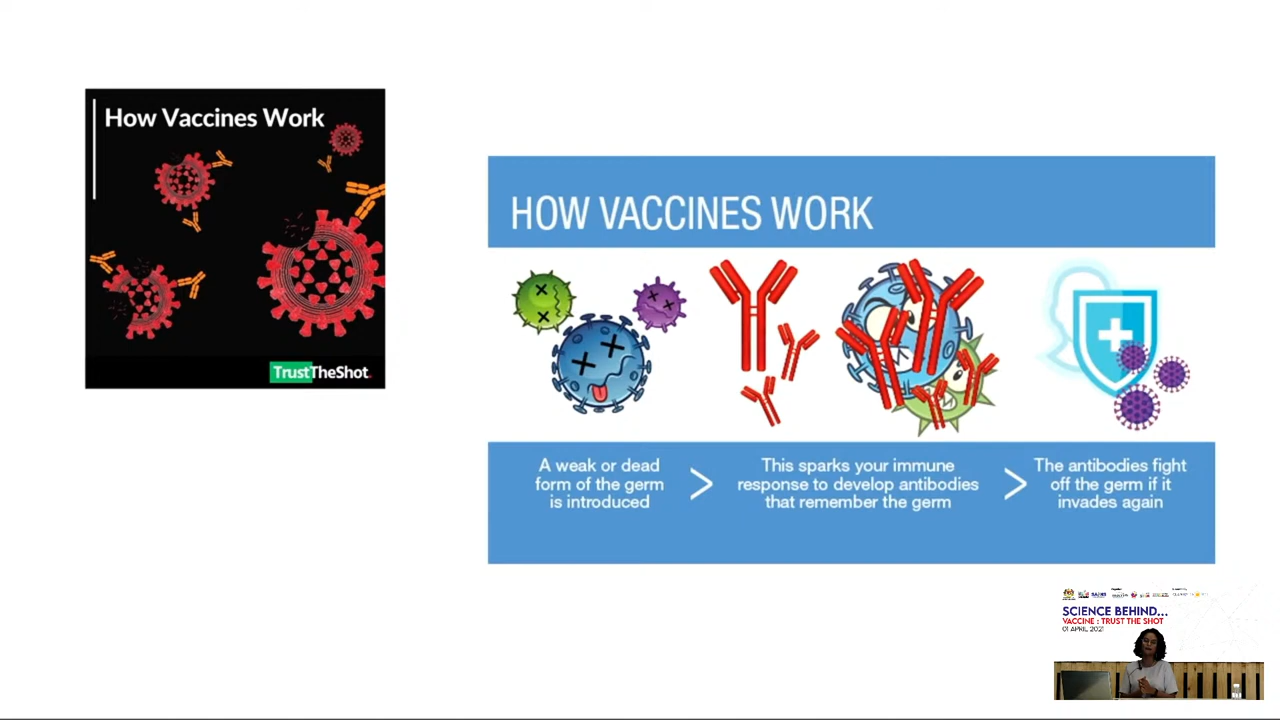 How Vaccines Work
TrustTheShot.
HOW VACCINES WORK
A weak or dead
form of the germ
is introduced
>
This sparks your immune
response to develop antibodies
that remember the germ
>
The antibodies fight
off the germ if it
invades again
SCIENCE BEHIND...
VACCINE : TRUST THE SHOT
01 APRIL 2021